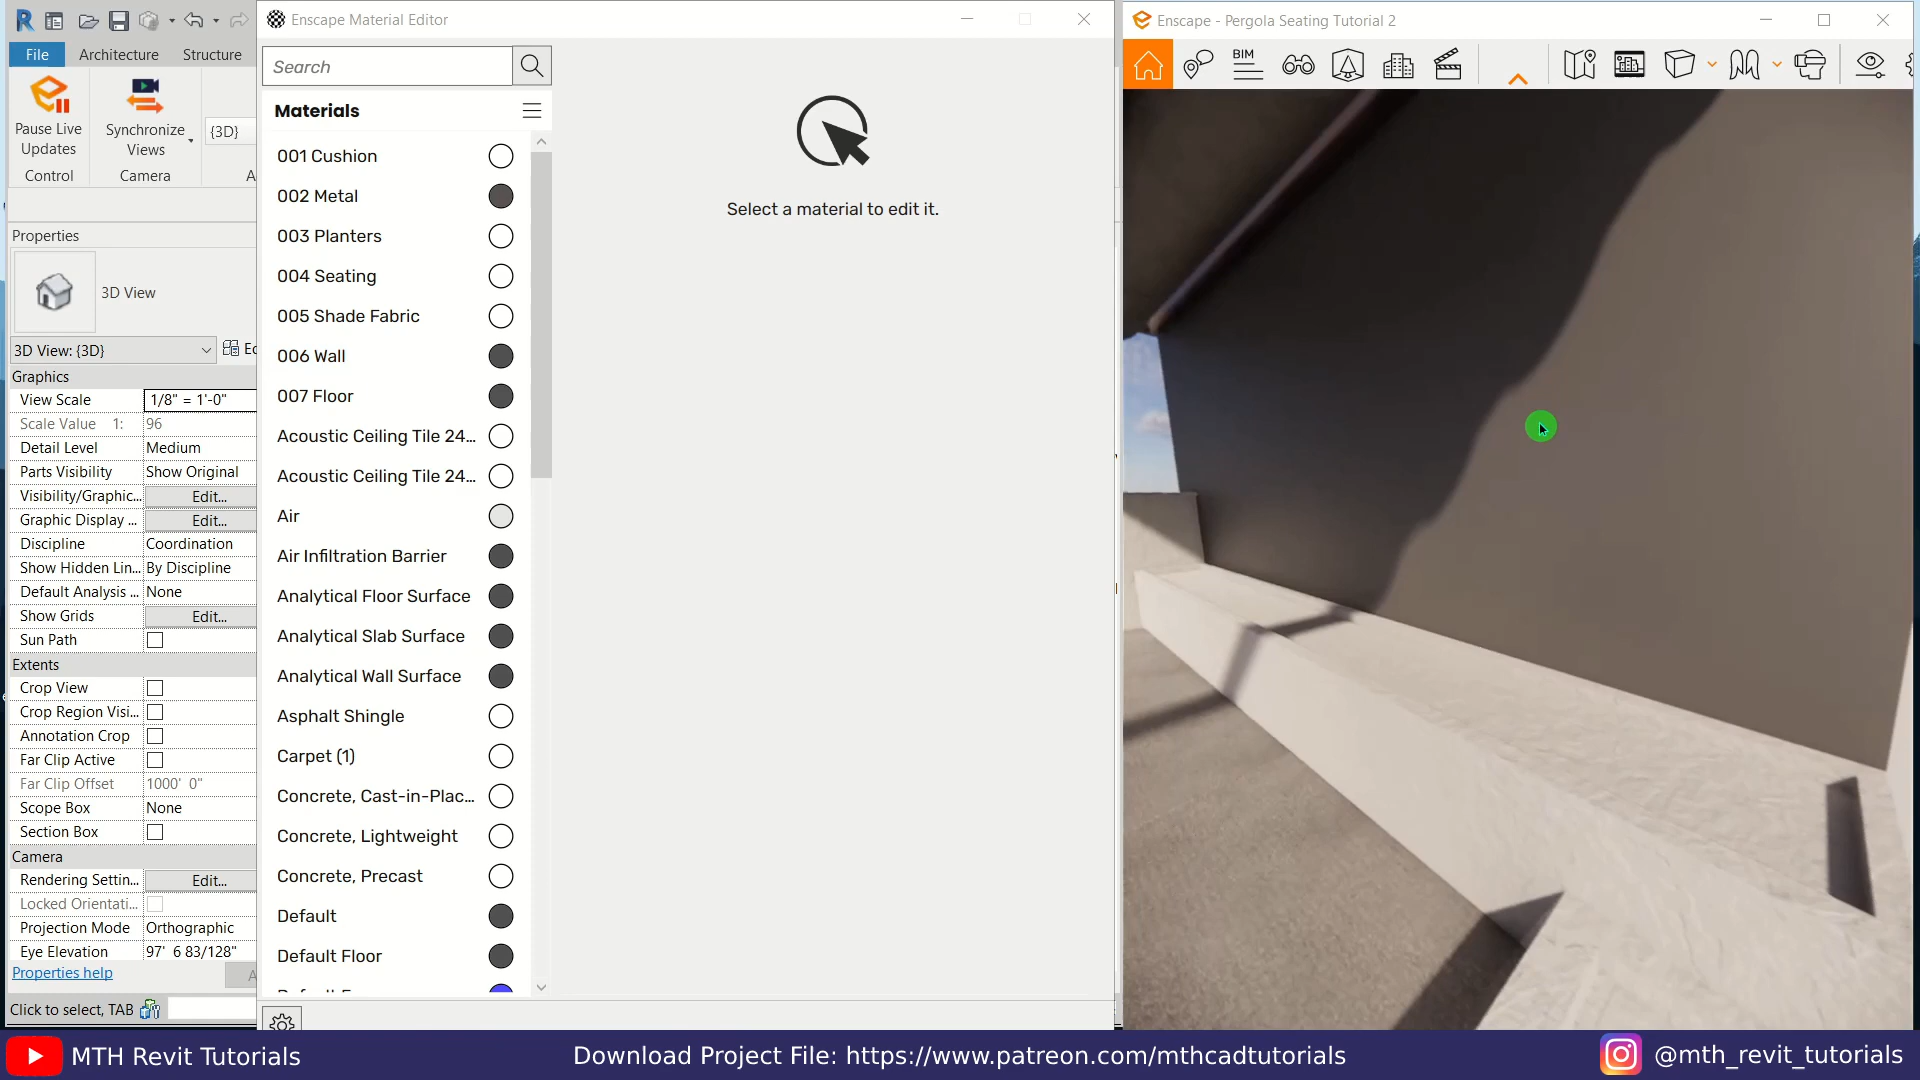 Enscape Material Editor
Enscape - Pergola Seating Tutorial 2
File
Architecture
Structure
Pause Live
Updates
Synchronize
Views
{3D}
Control
Camera
Properties
3D View
3D View: {3D}
Graphics
View Scale 1/8" = 1'-0"
Scale Value 1: 96
Detail Level Medium
Parts Visibility Show Original
Visibility/Graphic... Edit...
Graphic Display ... Edit...
Discipline Coordination
Show Hidden Lin... By Discipline
Default Analysis ... None
Show Grids Edit...
Sun Path
Extents
Crop View
Crop Region Visi...
Annotation Crop
Far Clip Active
Far Clip Offset 1000' 0"
Scope Box None
Section Box
Camera
Rendering Settin... Edit...
Locked Orientati...
Projection Mode Orthographic
Eye Elevation 97' 6 83/128"
Properties help
Click to select, TAB
Search
Materials
001 Cushion
002 Metal
003 Planters
004 Seating
005 Shade Fabric
006 Wall
007 Floor
Acoustic Ceiling Tile 24...
Acoustic Ceiling Tile 24...
Air
Air Infiltration Barrier
Analytical Floor Surface
Analytical Slab Surface
Analytical Wall Surface
Asphalt Shingle
Carpet (1)
Concrete, Cast-in-Plac...
Concrete, Lightweight
Concrete, Precast
Default
Default Floor
Select a material to edit it.
BIM
MTH Revit Tutorials
Download Project File: https://www.patreon.com/mthcadtutorials
@mth_revit_tutorials